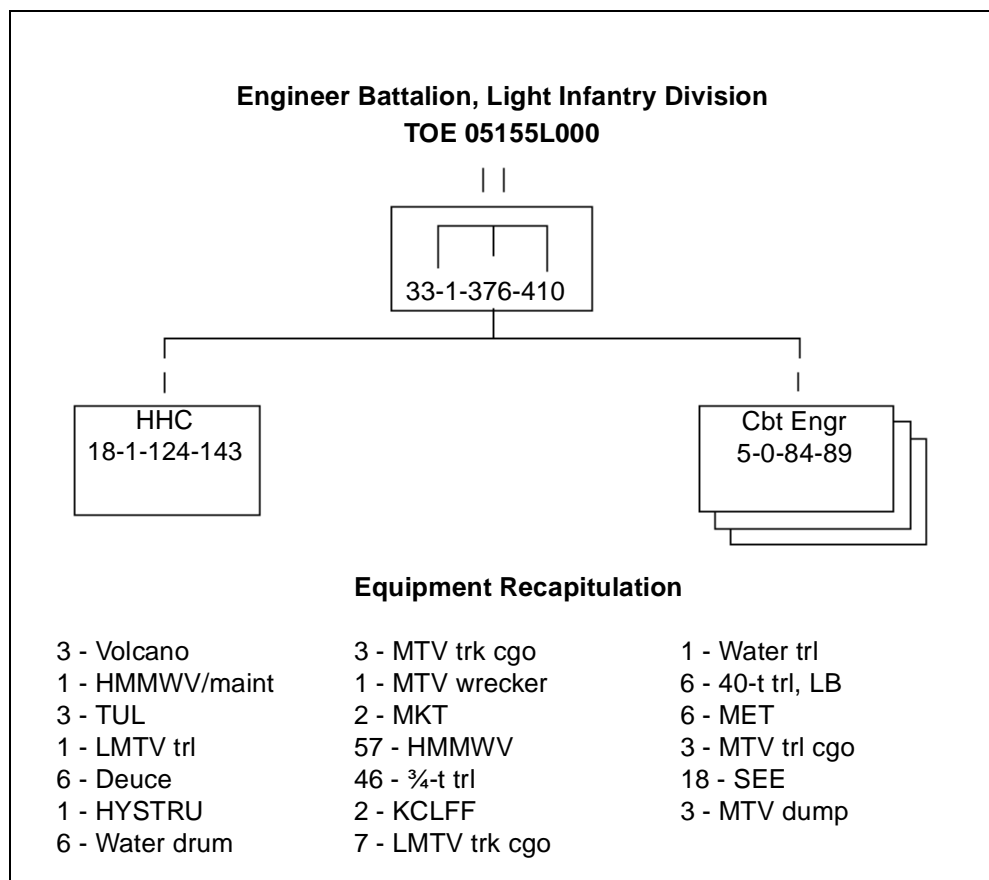 Engineer Battalion, Light Infantry Division
TOE 05155L000
33-1-376-410
HHC
18-1-124-143
Cbt Engr
5-0-84-89
Equipment Recapitulation
3 - Volcano
1 - HMMWV/maint
3 - TUL
1 - LMTV trl
6 - Deuce
1 - HYSTRU
6 - Water drum
3 - MTV trk cgo
1 - MTV wrecker
2 - MKT
57 - HMMWV
46 - ¾-t trl
2 - KCLFF
7 - LMTV trk cgo
1 - Water trl
6 - 40-t trl, LB
6 - MET
3 - MTV trl cgo
18 - SEE
3 - MTV dump